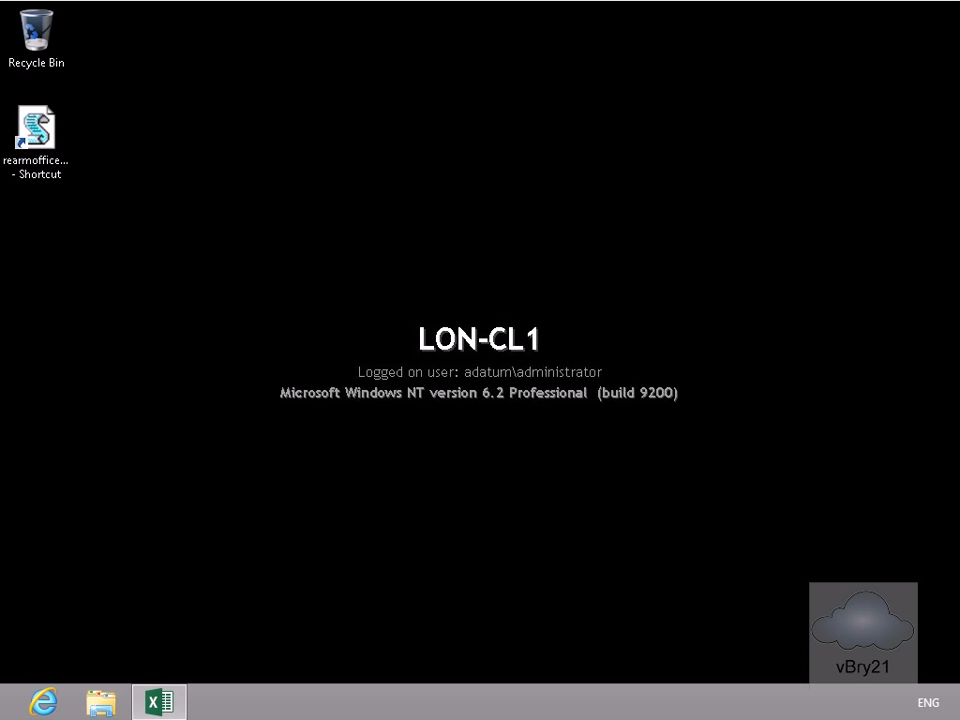 Recycle Bin
rearmoffice...
- Shortcut
LON-CL1
Logged on user: adatum\administrator
Microsoft Windows NT version 6.2 Professional (build 9200)
vBry21
ENG